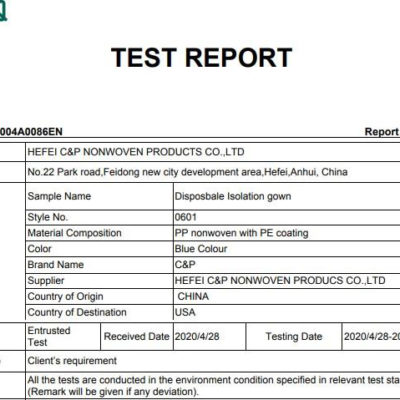 TEST REPORT
004A0086EN Report
HEFEI C&P NONWOVEN PRODUCTS CO.,LTD
No.22 Park road,Feidong new city development area,Hefei,Anhui, China
Sample Name Disposbale Isolation gown
Style No. 0601
Material Composition PP nonwoven with PE coating
Color Blue Colour
Brand Name C&P
Supplier HEFEI C&P NONWOVEN PRODUCS CO.,LTD
Country of Origin CHINA
Country of Destination USA
Entrusted
Test Received Date 2020/4/28 Testing Date 2020/4/28-20
Client's requirement
All the tests are conducted in the environment condition specified in relevant test sta
(Remark will be given if any deviation).